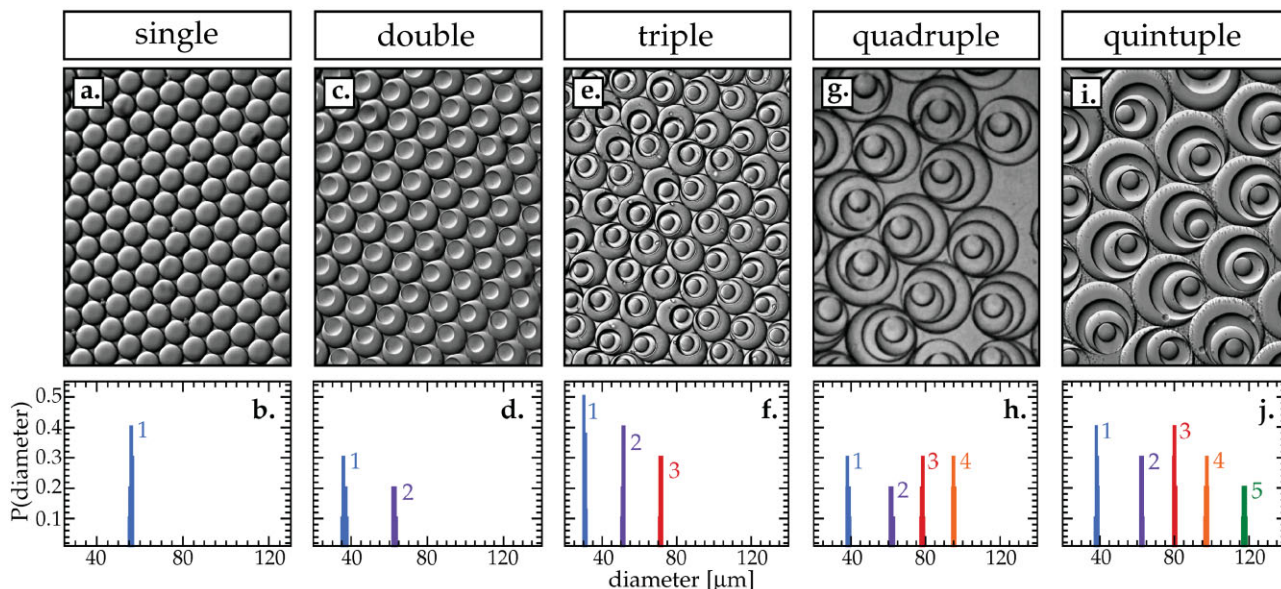 single double triple quadruple quintuple
a. c. e. g. i.
b. d. f. h. j.
P(diameter)
0.5
0.4
0.3
0.2
0.1
1
1 2
1 2 3
1 2 3 4
1 2 3 4 5
40 80 120 40 80 120 40 80 120 40 80 120 40 80 120
diameter [μm]